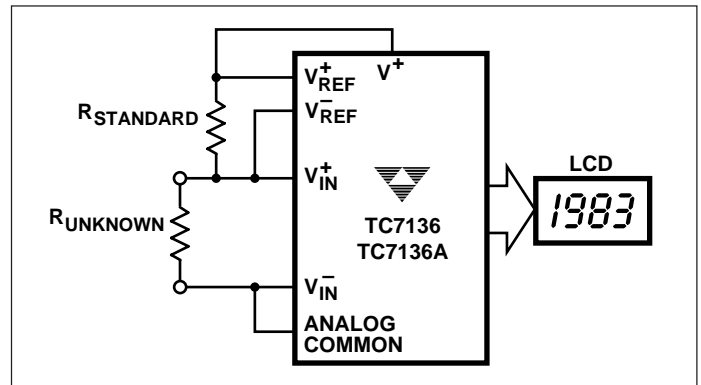 V+
V+REF
V−REF
RSTANDARD
V+IN
RUNKNOWN
V−IN
ANALOG
COMMON
TC7136
TC7136A
LCD
1983